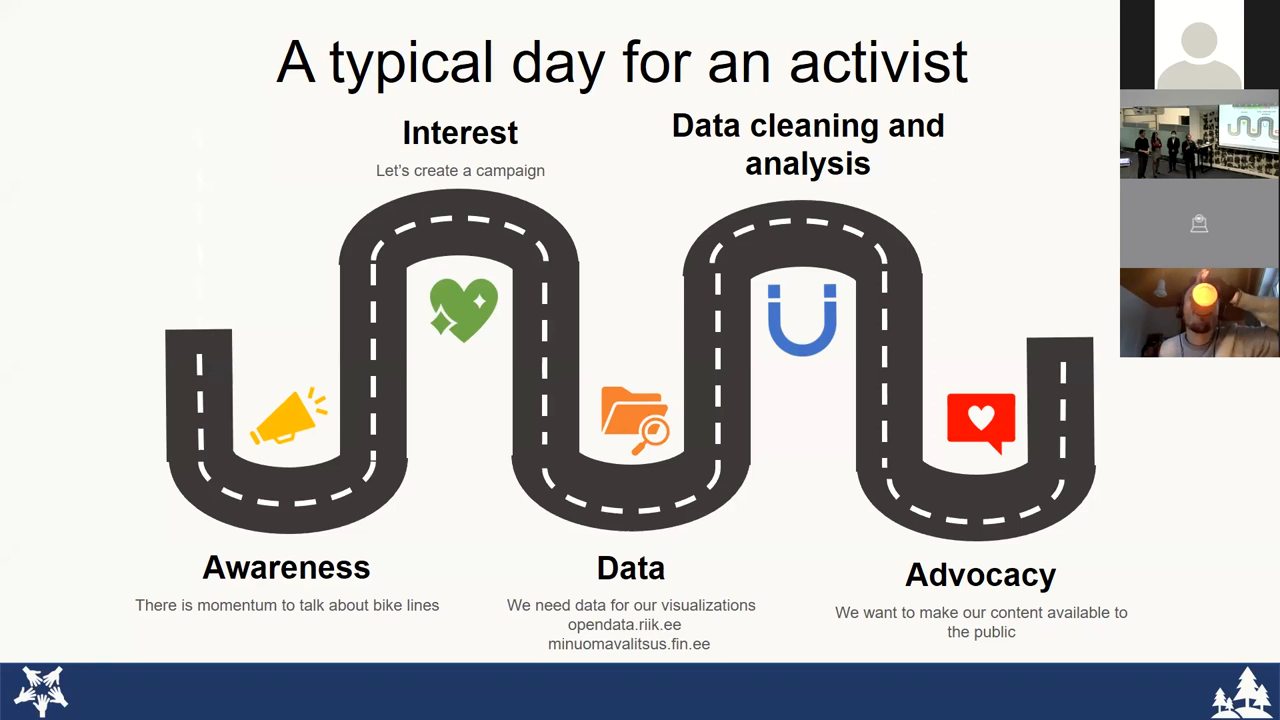 A typical day for an activist
Interest
Let's create a campaign
Data cleaning and
analysis
Awareness
There is momentum to talk about bike lines
Data
We need data for our visualizations
opendata.riik.ee
minuomavalitsus.fin.ee
Advocacy
We want to make our content available to
the public